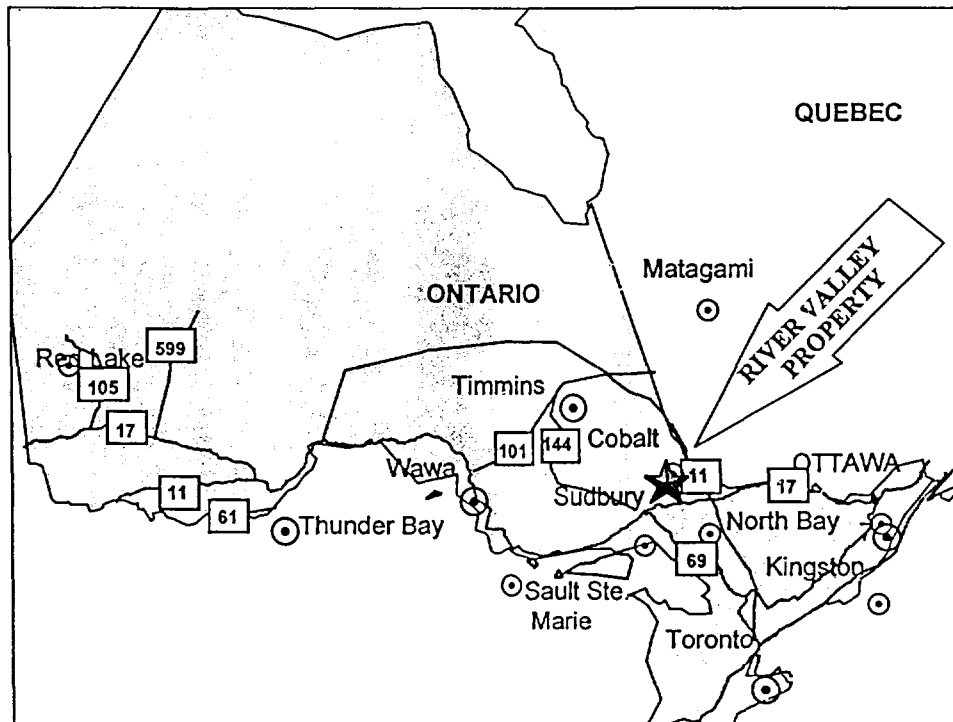 QUEBEC
RIVER VALLEY
PROPERTY
Matagami
ONTARIO
599
Red Lake
105
Timmins
17
101
144
Cobalt
Wawa
11
OTTAWA
17
11
Sudbury
61
Thunder Bay
North Bay
69
Kingston
Sault Ste.
Marie
Toronto